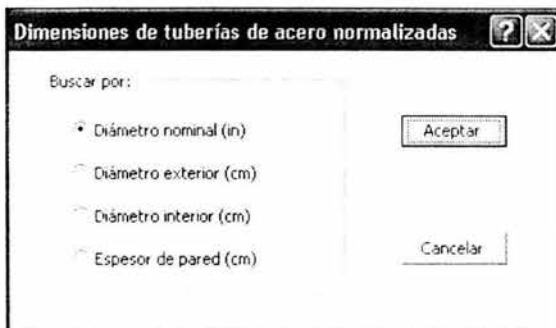 Dimensiones de tuberías de acero normalizadas
Buscar por:
Diámetro nominal (in)
Diámetro exterior (cm)
Diámetro interior (cm)
Espesor de pared (cm)
Aceptar
Cancelar